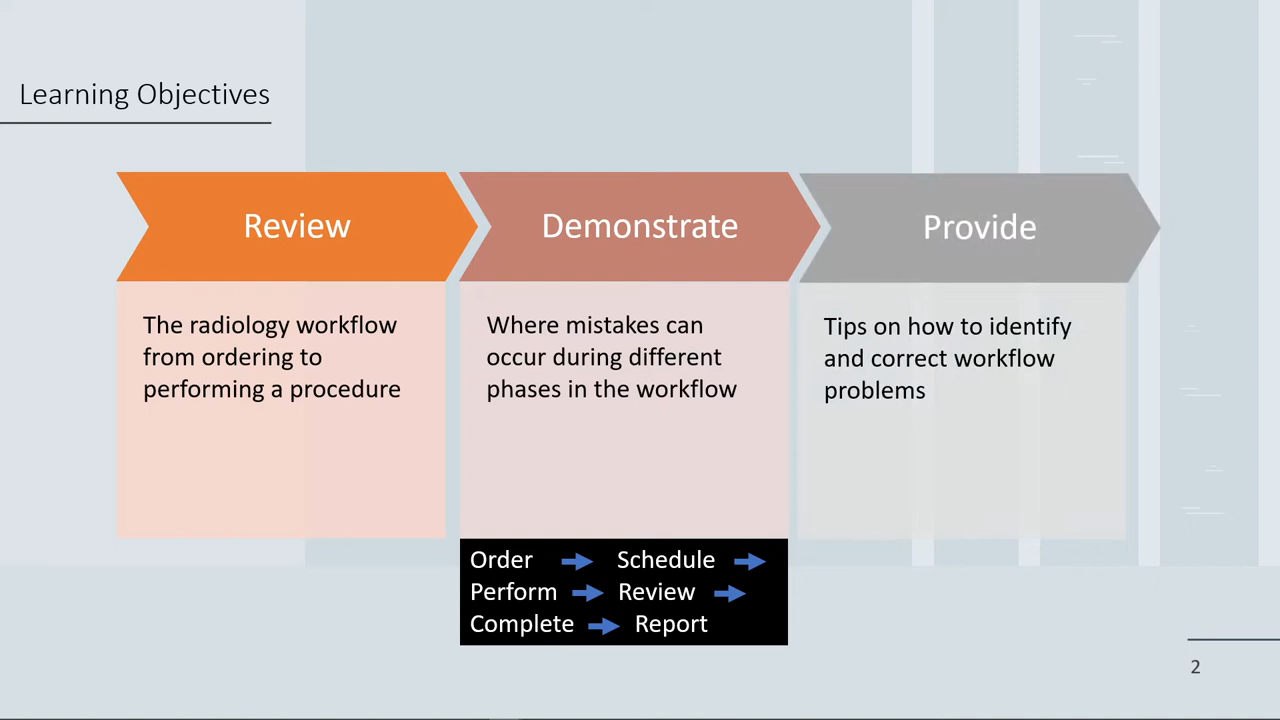 Learning Objectives
Review
The radiology workflow
from ordering to
performing a procedure
Demonstrate
Where mistakes can
occur during different
phases in the workflow
Provide
Tips on how to identify
and correct workflow
problems
Order Schedule
Perform Review
Complete Report
2